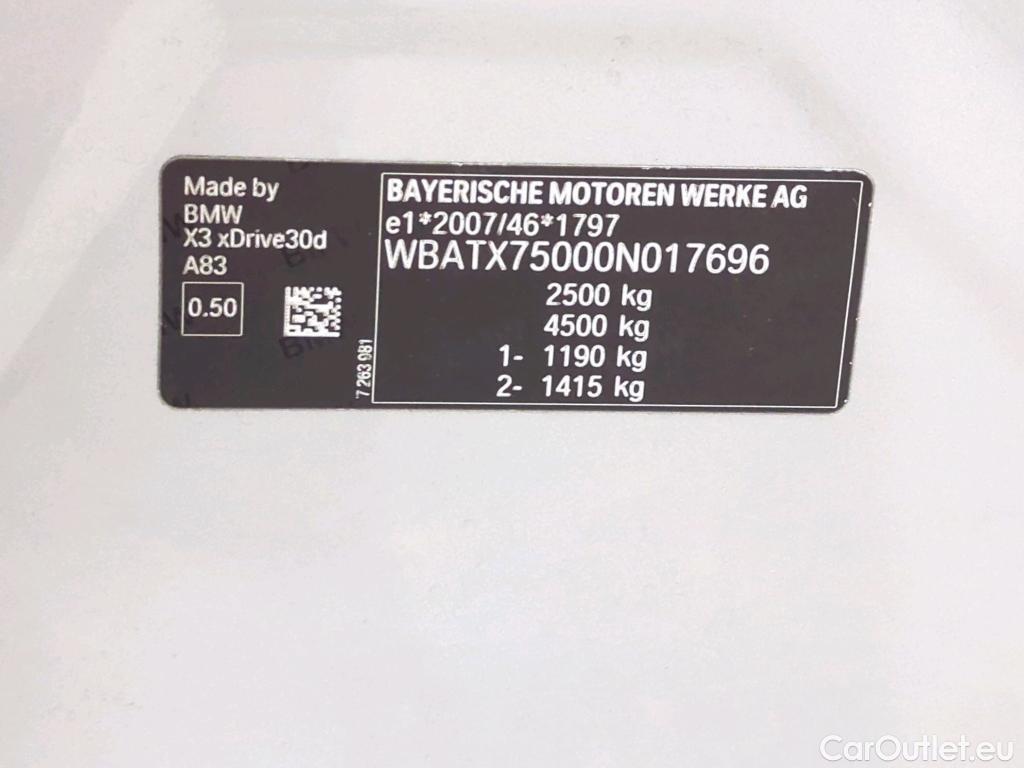 Made by
BMW
X3 xDrive30d
A83
0.50
7 263 981
BAYERISCHE MOTOREN WERKE AG
e1*2007/46*1797
WBATX75000N017696
2500 kg
4500 kg
1- 1190 kg
2- 1415 kg
CarOutlet.eu